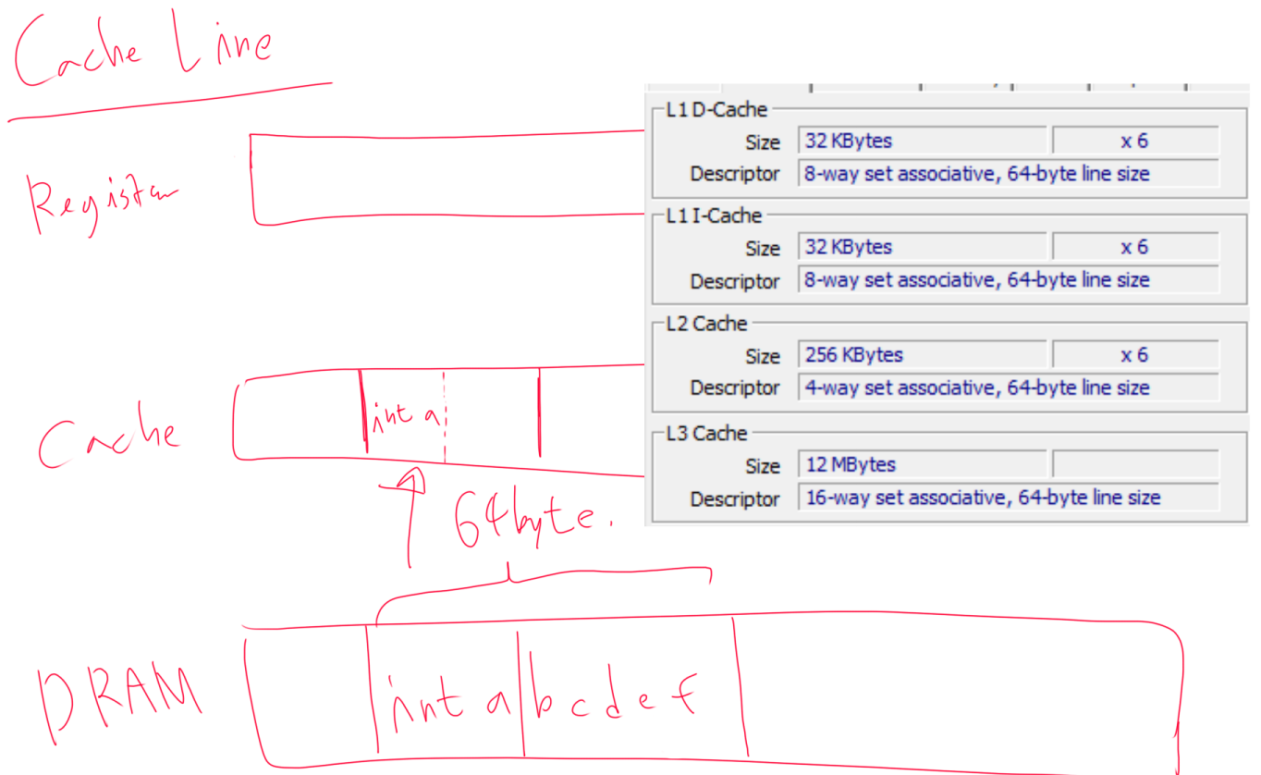 Cache Line
Register
L1 D-Cache
Size 32 KBytes x 6
Descriptor 8-way set associative, 64-byte line size
L1 I-Cache
Size 32 KBytes x 6
Descriptor 8-way set associative, 64-byte line size
L2 Cache
Size 256 KBytes x 6
Descriptor 4-way set associative, 64-byte line size
L3 Cache
Size 12 MBytes
Descriptor 16-way set associative, 64-byte line size
Cache
int a
64byte.
DRAM
int a b c d e f